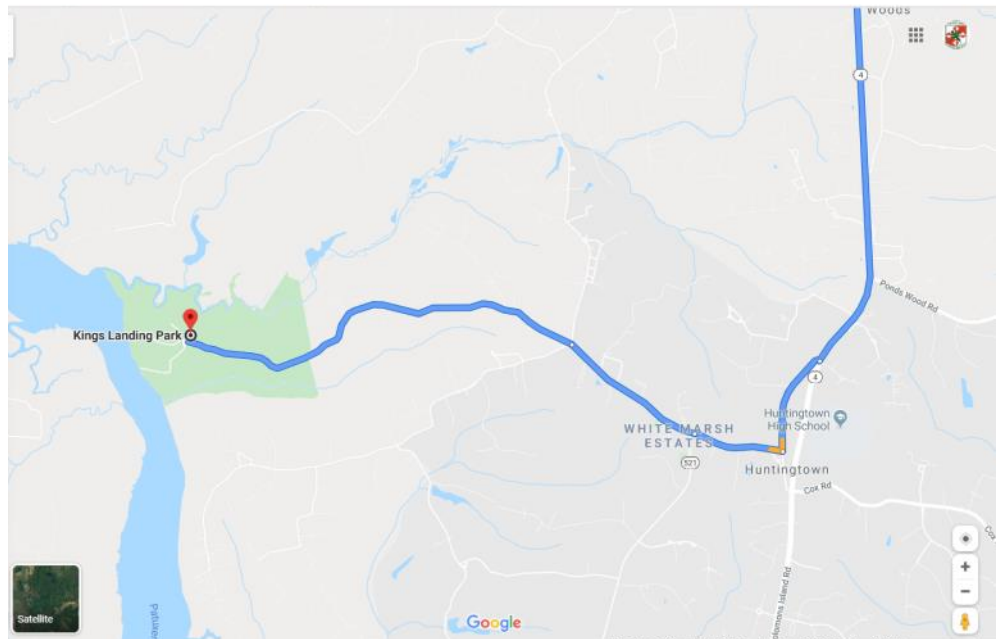 Woods
4
Ponds Wood Rd
Kings Landing Park
4
Huntingtown
High School
WHITE MARSH
ESTATES
521
Huntingtown
Cox Rd
Cox
Solomons Island Rd
Satellite
Google